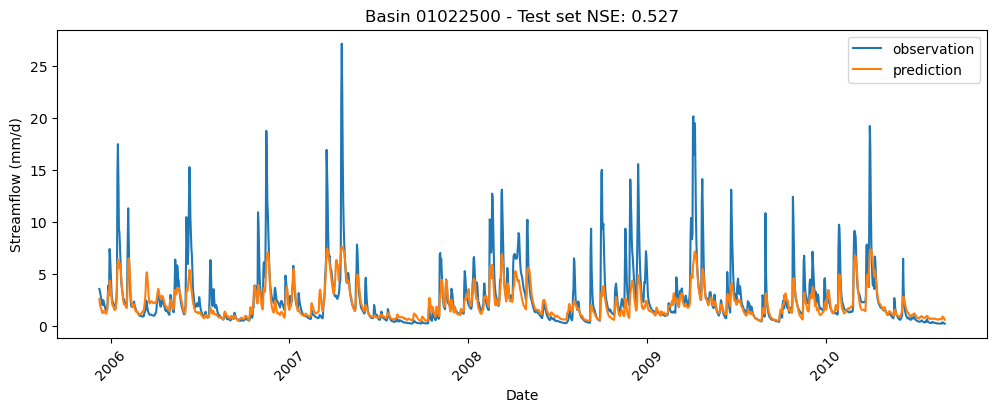 Basin 01022500 - Test set NSE: 0.527
observation
prediction
Streamflow (mm/d)
25
20
15
10
5
0
2006
2007
2008
2009
2010
Date